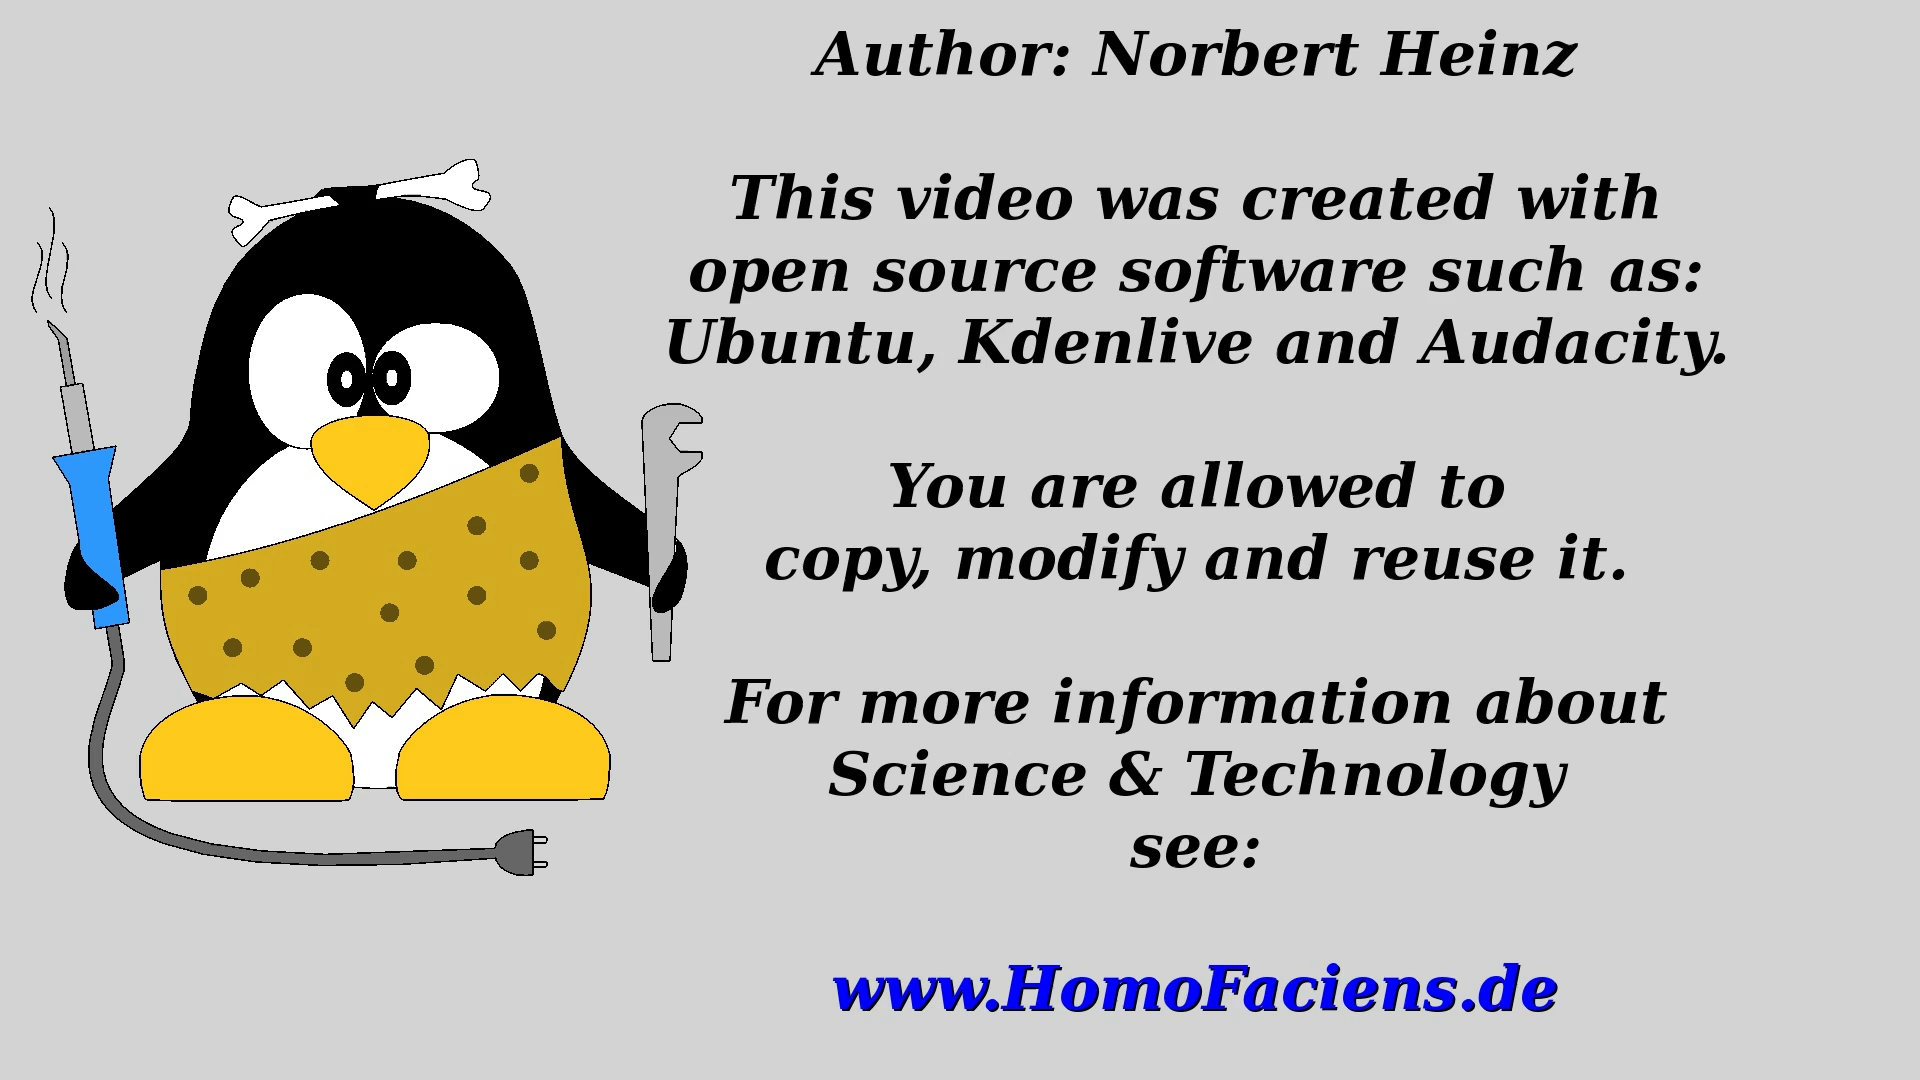 Author: Norbert Heinz
This video was created with
open source software such as:
Ubuntu, Kdenlive and Audacity.
You are allowed to
copy, modify and reuse it.
For more information about
Science & Technology
see:
www.HomoFaciens.de